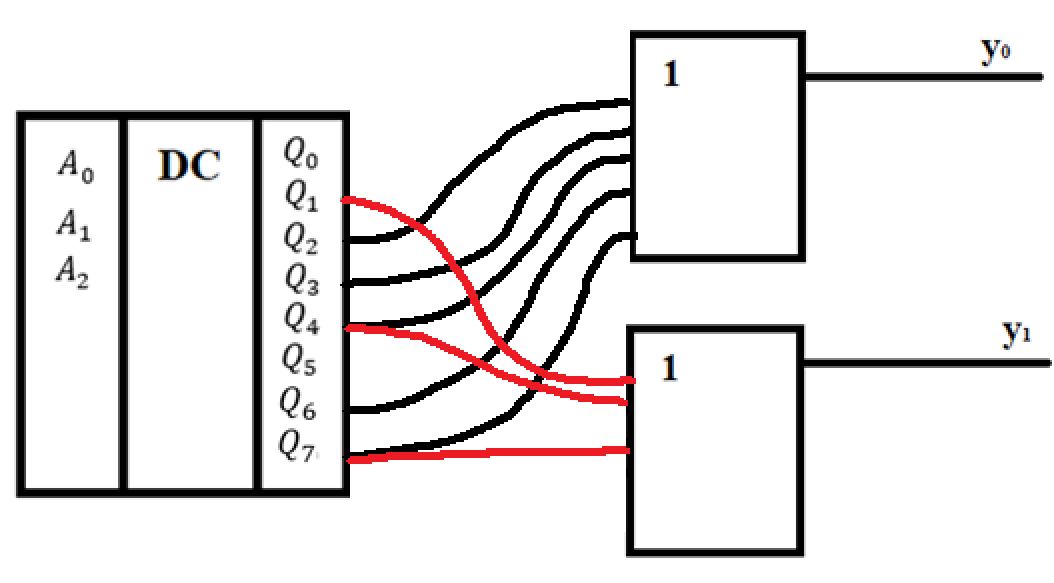 A₀
A₁
A₂
DC
Q₀
Q₁
Q₂
Q₃
Q₄
Q₅
Q₆
Q₇
1
y₀
1
y₁